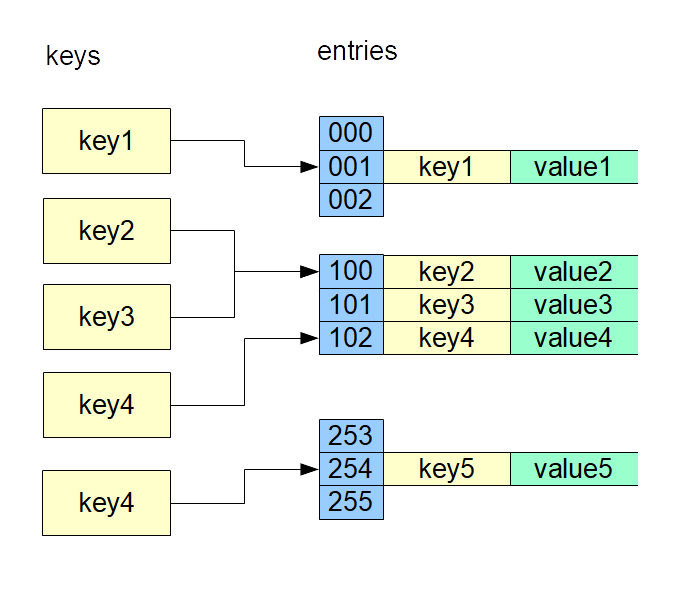 keys
entries
key1
key2
key3
key4
key4
000
001 key1 value1
002
100 key2 value2
101 key3 value3
102 key4 value4
253
254 key5 value5
255